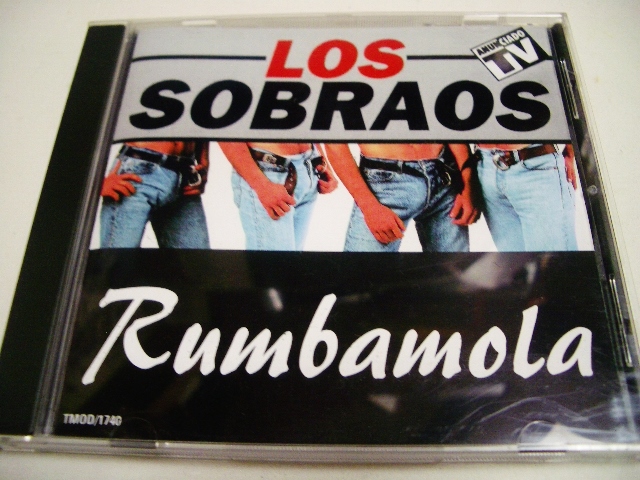 LOS
SOBRAOS
ANUNCIADO
TV
Rumbamola
TMOD/1740